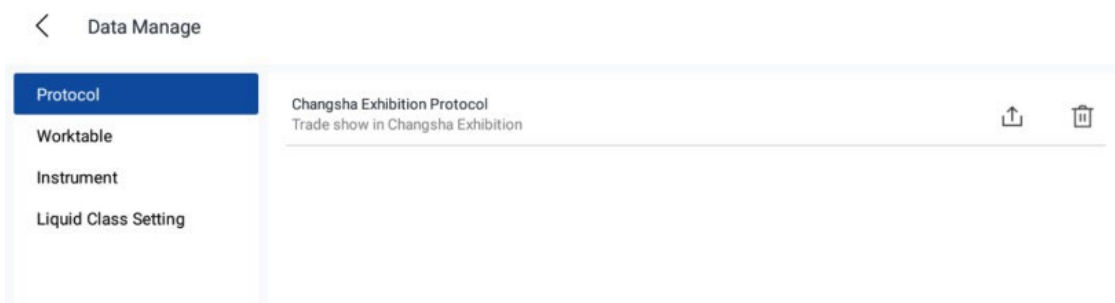 Data Manage
Protocol
Worktable
Instrument
Liquid Class Setting
Changsha Exhibition Protocol
Trade show in Changsha Exhibition